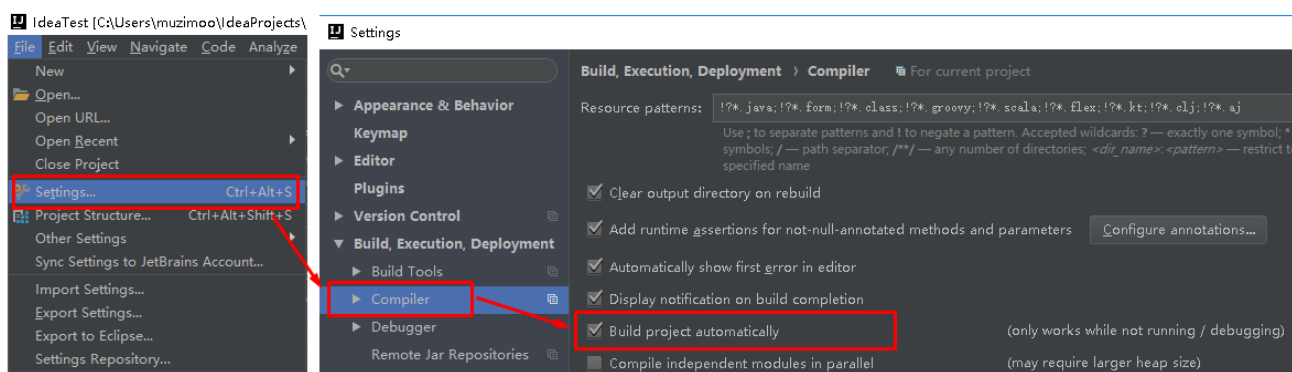 IdeaTest [C:\Users\muzimoo\IdeaProjects\
File Edit View Navigate Code Analyze
New
Open...
Open URL...
Open Recent
Close Project
Settings... Ctrl+Alt+S
Project Structure... Ctrl+Alt+Shift+S
Other Settings
Sync Settings to JetBrains Account...
Import Settings...
Export Settings...
Export to Eclipse...
Settings Repository...
Settings
Appearance & Behavior
Keymap
Editor
Plugins
Version Control
Build, Execution, Deployment
Build Tools
Compiler
Debugger
Remote Jar Repositories
Build, Execution, Deployment > Compiler For current project
Resource patterns: !?*.java;!?*.form;!?*.class;!?*.groovy;!?*.scala;!?*.flex;!?*.kt;!?*.clj;!?*.aj
Use ; to separate patterns and ! to negate a pattern. Accepted wildcards: ? — exactly one symbol; *
symbols; / — path separator; /**/ — any number of directories; <dir_name>:<pattern> — restrict to
specified name
Clear output directory on rebuild
Add runtime assertions for not-null-annotated methods and parameters Configure annotations...
Automatically show first error in editor
Display notification on build completion
Build project automatically (only works while not running / debugging)
Compile independent modules in parallel (may require larger heap size)